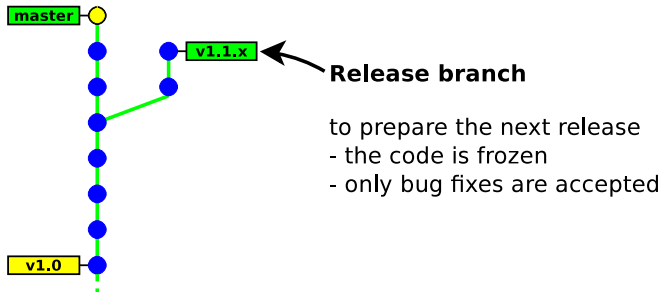 master
v1.1.x
Release branch
to prepare the next release
- the code is frozen
- only bug fixes are accepted
v1.0